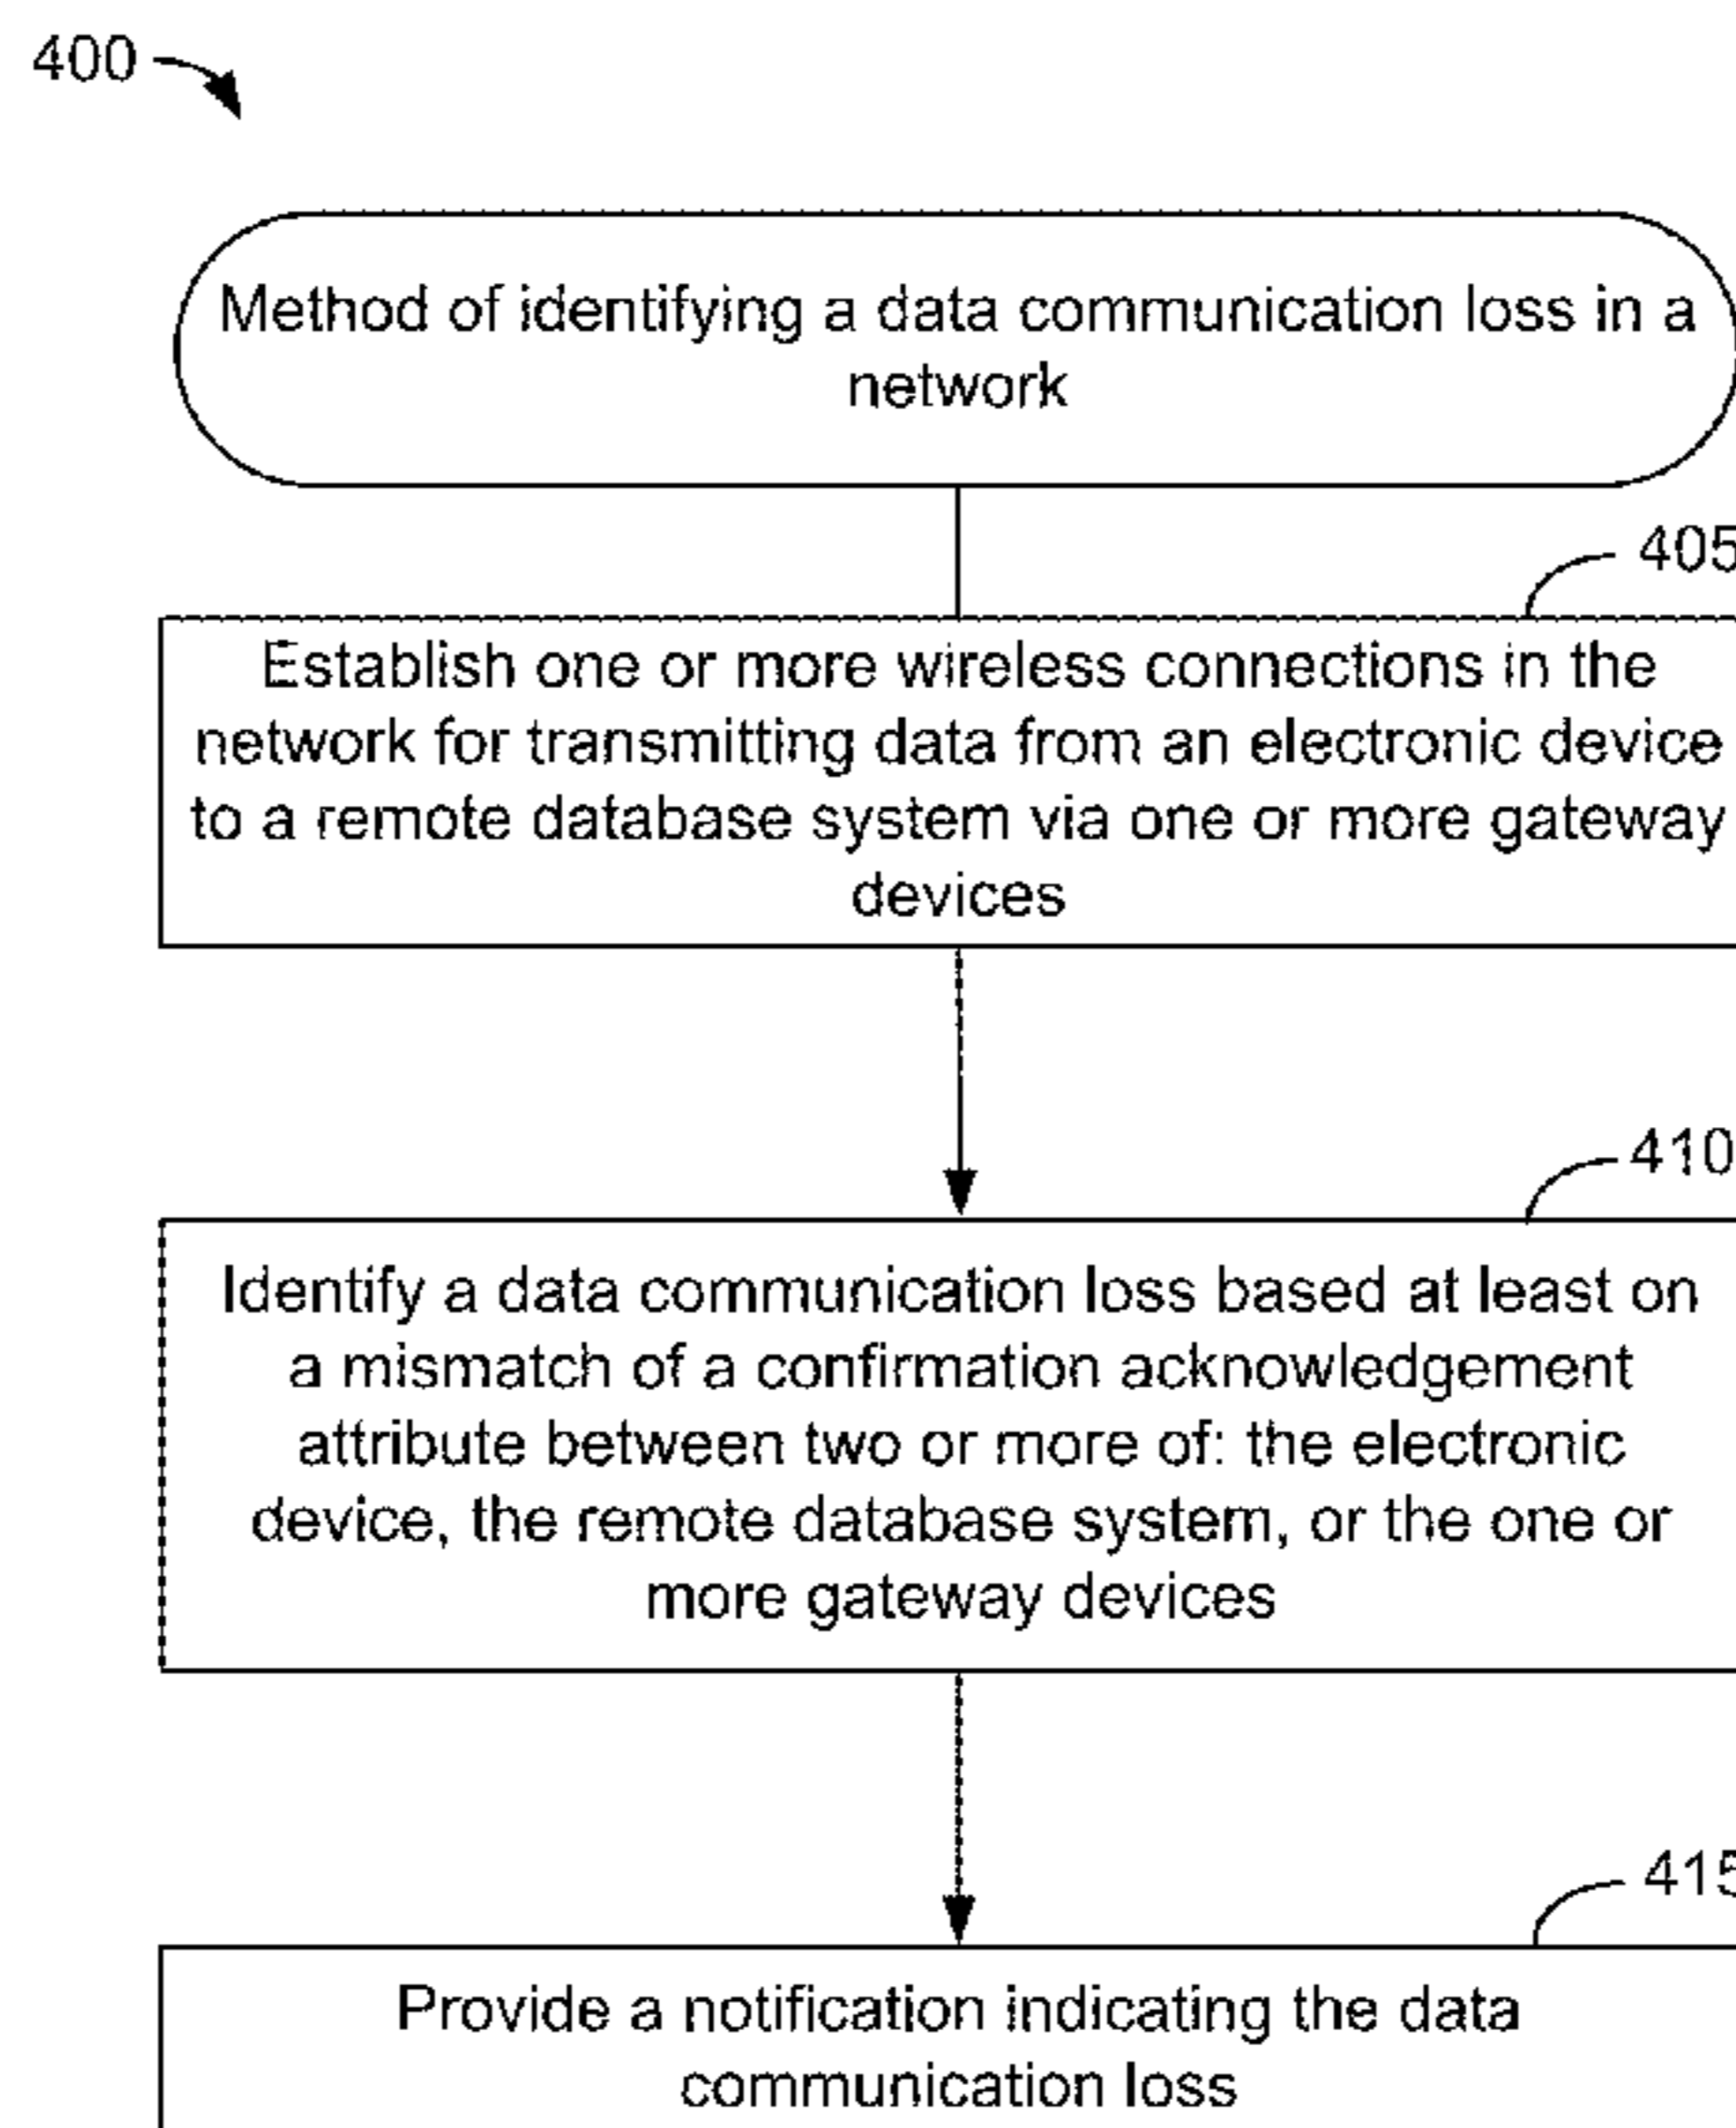 400
Method of identifying a data communication loss in a
network
405
Establish one or more wireless connections in the
network for transmitting data from an electronic device
to a remote database system via one or more gateway
devices
410
Identify a data communication loss based at least on
a mismatch of a confirmation acknowledgement
attribute between two or more of: the electronic
device, the remote database system, or the one or
more gateway devices
415
Provide a notification indicating the data
communication loss